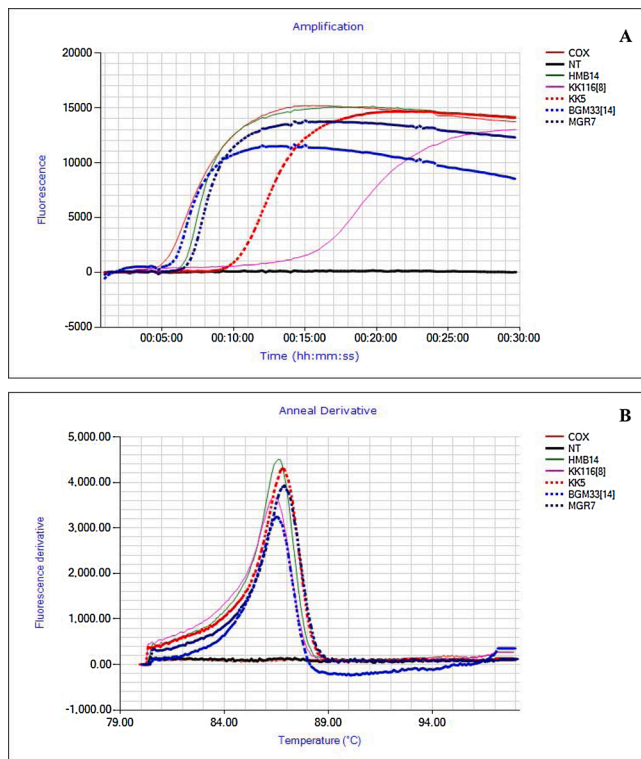 Amplification
A
20000
15000
10000
5000
0
-5000
Fluorescence
00:05:00 00:10:00 00:15:00 00:20:00 00:25:00 00:30:00
Time (hh:mm:ss)
COX
NT
HMB14
KK116[8]
KK5
BGM33[14]
MGR7
Anneal Derivative
B
5,000.00
4,000.00
3,000.00
2,000.00
1,000.00
0.00
-1,000.00
Fluorescence derivative
79.00 84.00 89.00 94.00
Temperature (°C)
COX
NT
HMB14
KK116[8]
KK5
BGM33[14]
MGR7